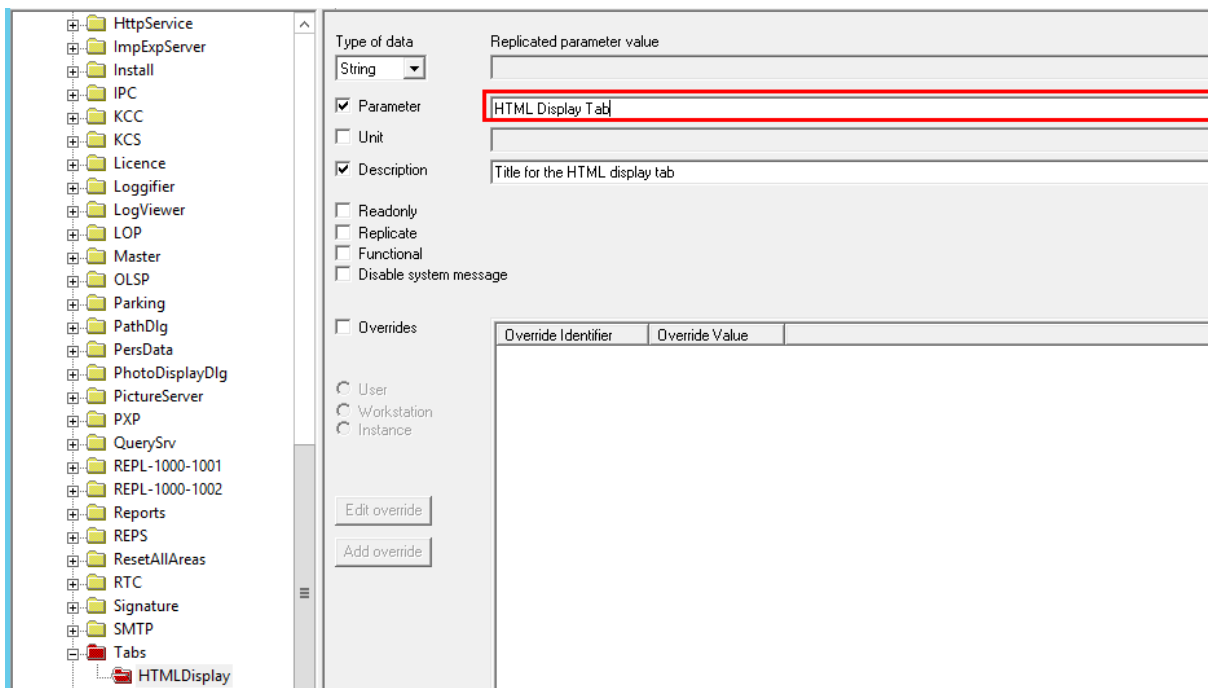 HttpService
ImpExpServer
Install
IPC
KCC
KCS
Licence
Loggifier
LogViewer
LOP
Master
OLSP
Parking
PathDlg
PersData
PhotoDisplayDlg
PictureServer
PXP
QuerySrv
REPL-1000-1001
REPL-1000-1002
Reports
REPS
ResetAllAreas
RTC
Signature
SMTP
Tabs
HTMLDisplay
Type of data Replicated parameter value
String
Parameter HTML Display Tab
Unit
Description Title for the HTML display tab
Readonly
Replicate
Functional
Disable system message
Overrides Override Identifier Override Value
User
Workstation
Instance
Edit override
Add override